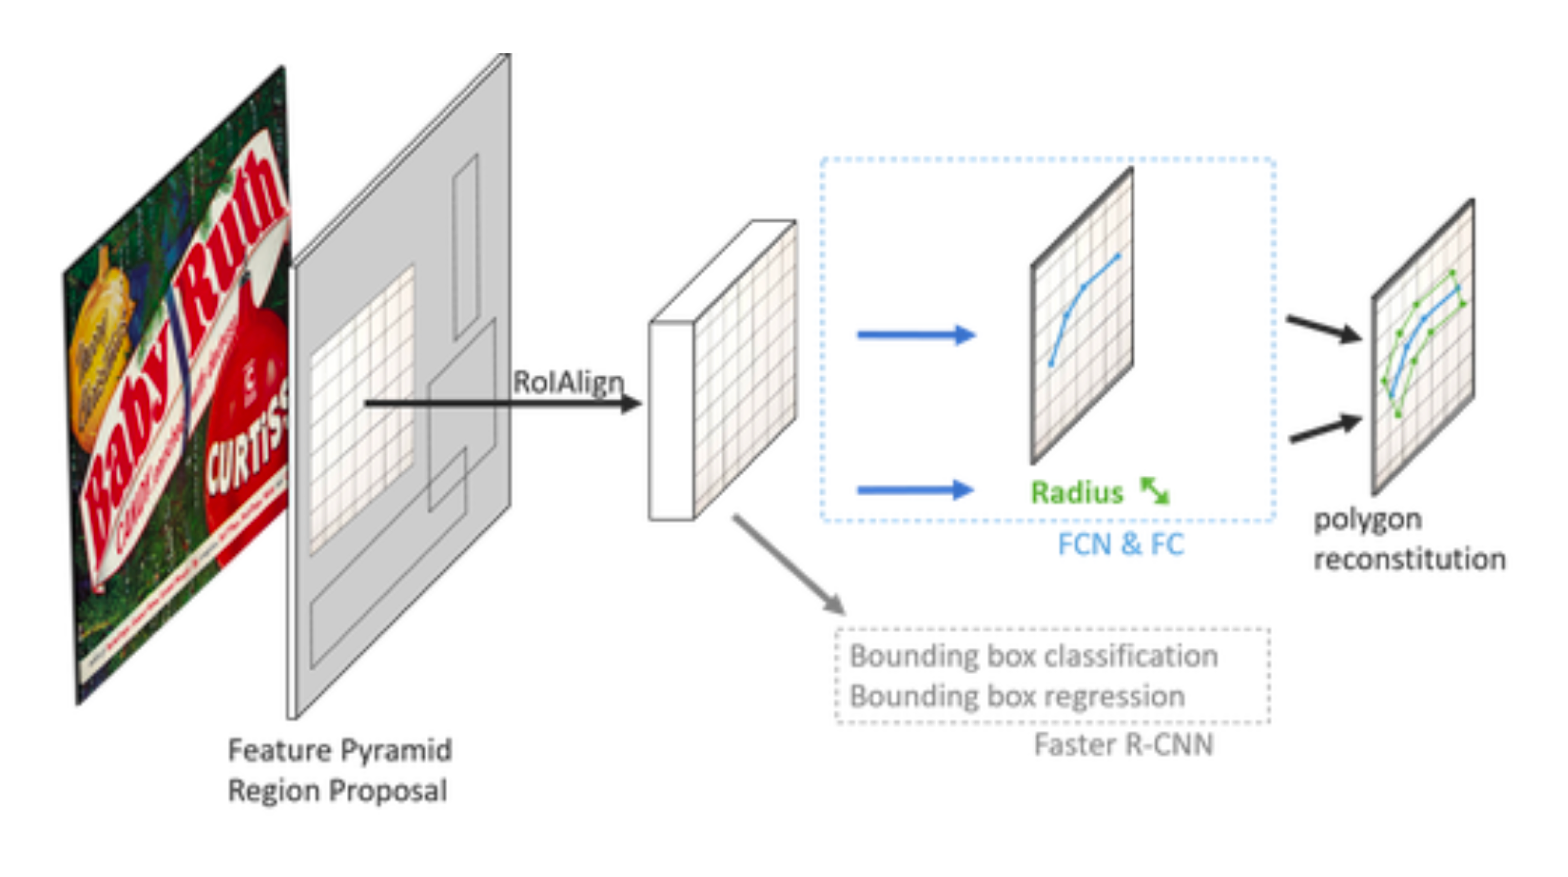 Baby Ruth
CURTISS
RoIAlign
Radius
FCN & FC
polygon
reconstitution
Bounding box classification
Bounding box regression
Faster R-CNN
Feature Pyramid
Region Proposal